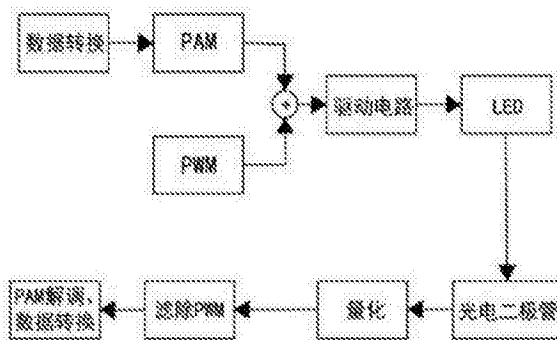 数据转换
PAM
+
PWM
驱动电路
LED
光电二极管
量化
滤除PWM
PAM解调、
数据转换